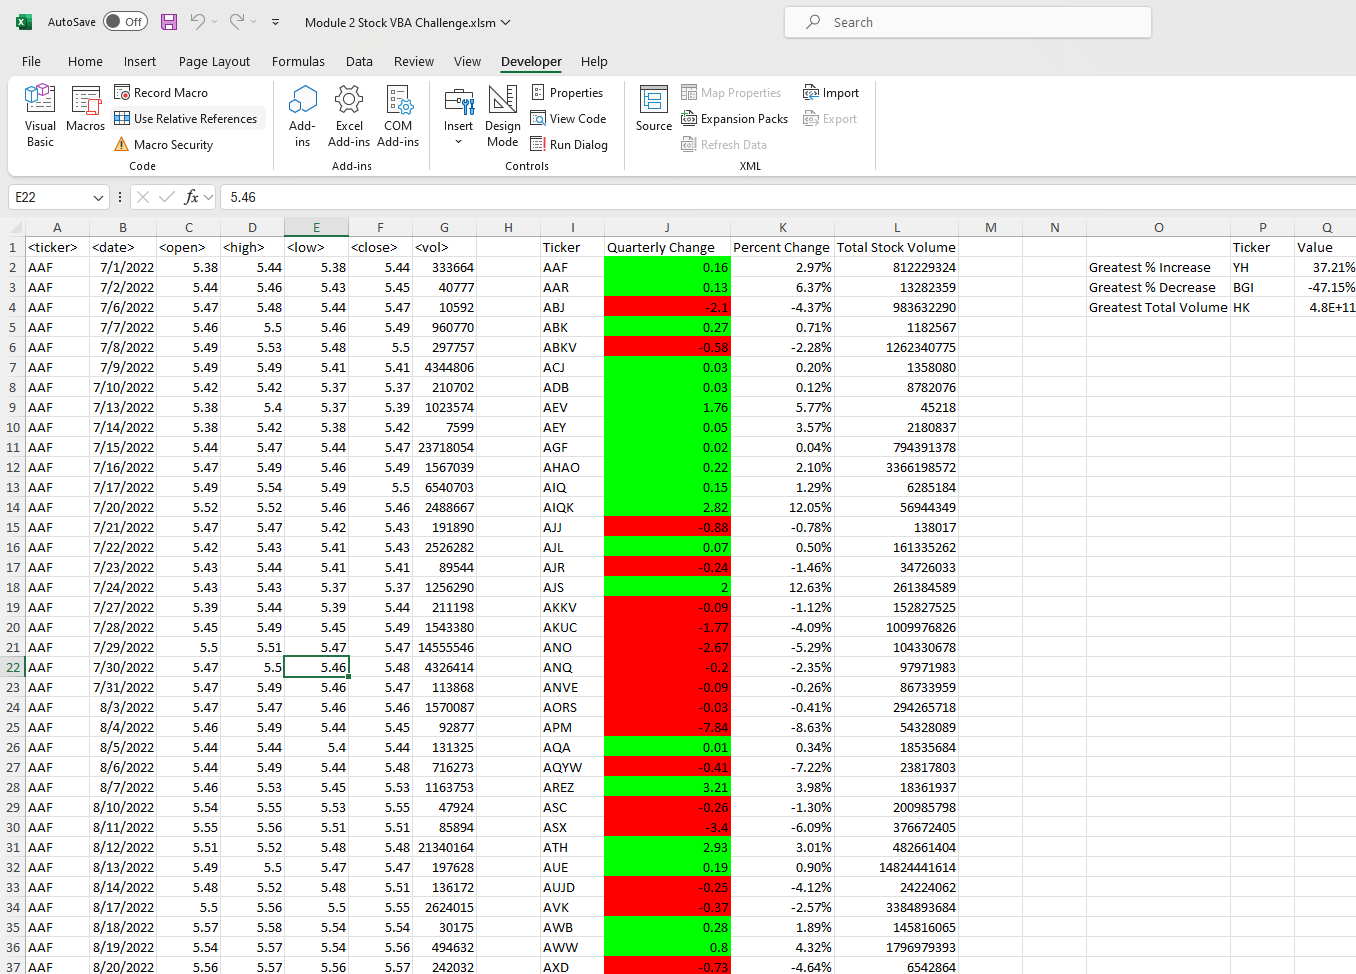 AutoSave Off Module 2 Stock VBA Challenge.xlsm Search
File Home Insert Page Layout Formulas Data Review View Developer Help
Visual Basic Macros Record Macro Use Relative References Macro Security Code
Add-ins Excel Add-ins COM Add-ins Add-ins
Insert Design Mode Properties View Code Run Dialog Controls
Source Map Properties Expansion Packs Refresh Data Import Export XML
E22 fx 5.46
A B C D E F G H I J K L M N O P Q
1 <ticker> <date> <open> <high> <low> <close> <vol> Ticker Quarterly Change Percent Change Total Stock Volume Ticker Value
2 AAF 7/1/2022 5.38 5.44 5.38 5.44 333664 AAF 0.16 2.97% 812229324 Greatest % Increase YH 37.21%
3 AAF 7/2/2022 5.44 5.46 5.43 5.45 40777 AAR 0.13 6.37% 13282359 Greatest % Decrease BGI -47.15%
4 AAF 7/6/2022 5.47 5.48 5.44 5.47 10592 ABJ -2.1 -4.37% 983632290 Greatest Total Volume HK 4.8E+11
5 AAF 7/7/2022 5.46 5.5 5.46 5.49 960770 ABK 0.27 0.71% 1182567
6 AAF 7/8/2022 5.49 5.53 5.48 5.5 297757 ABKV -0.58 -2.28% 1262340775
7 AAF 7/9/2022 5.49 5.49 5.41 5.41 4344806 ACJ 0.03 0.20% 1358080
8 AAF 7/10/2022 5.42 5.42 5.37 5.37 210702 ADB 0.03 0.12% 8782076
9 AAF 7/13/2022 5.38 5.4 5.37 5.39 1023574 AEV 1.76 5.77% 45218
10 AAF 7/14/2022 5.38 5.42 5.38 5.42 7599 AEY 0.05 3.57% 2180837
11 AAF 7/15/2022 5.44 5.47 5.44 5.47 23718054 AGF 0.02 0.04% 794391378
12 AAF 7/16/2022 5.47 5.49 5.46 5.49 1567039 AHAO 0.22 2.10% 3366198572
13 AAF 7/17/2022 5.49 5.54 5.49 5.5 6540703 AIQ 0.15 1.29% 6285184
14 AAF 7/20/2022 5.52 5.52 5.46 5.46 2488667 AIQK 2.82 12.05% 56944349
15 AAF 7/21/2022 5.47 5.47 5.42 5.43 191890 AJJ -0.88 -0.78% 138017
16 AAF 7/22/2022 5.42 5.43 5.41 5.43 2526282 AJL 0.07 0.50% 161335262
17 AAF 7/23/2022 5.43 5.44 5.41 5.41 89544 AJR -0.24 -1.46% 34726033
18 AAF 7/24/2022 5.43 5.43 5.37 5.37 1256290 AJS 2 12.63% 261384589
19 AAF 7/27/2022 5.39 5.44 5.39 5.44 211198 AKKV -0.09 -1.12% 152827525
20 AAF 7/28/2022 5.45 5.49 5.45 5.49 1543380 AKUC -1.77 -4.09% 1009976826
21 AAF 7/29/2022 5.5 5.51 5.47 5.47 14555546 ANO -2.67 -5.29% 104330678
22 AAF 7/30/2022 5.47 5.5 5.46 5.48 4326414 ANQ -0.2 -2.35% 97971983
23 AAF 7/31/2022 5.47 5.49 5.46 5.47 113868 ANVE -0.09 -0.26% 86733959
24 AAF 8/3/2022 5.47 5.47 5.46 5.46 1570087 AORS -0.03 -0.41% 294265718
25 AAF 8/4/2022 5.46 5.49 5.44 5.45 92877 APM -7.84 -8.63% 54328089
26 AAF 8/5/2022 5.44 5.44 5.4 5.44 131325 AQA 0.01 0.34% 18535684
27 AAF 8/6/2022 5.44 5.49 5.44 5.48 716273 AQYW -0.41 -7.22% 23817803
28 AAF 8/7/2022 5.46 5.53 5.45 5.53 1163753 AREZ 3.21 3.98% 18361937
29 AAF 8/10/2022 5.54 5.55 5.53 5.55 47924 ASC -0.26 -1.30% 200985798
30 AAF 8/11/2022 5.55 5.56 5.51 5.51 85894 ASX -3.4 -6.09% 376672405
31 AAF 8/12/2022 5.51 5.52 5.48 5.48 21340164 ATH 2.93 3.01% 482661404
32 AAF 8/13/2022 5.49 5.5 5.47 5.47 197628 AUE 0.19 0.90% 14824441614
33 AAF 8/14/2022 5.48 5.52 5.48 5.51 136172 AUJD -0.25 -4.12% 24224062
34 AAF 8/17/2022 5.5 5.56 5.5 5.55 2624015 AVK -0.37 -2.57% 3384893684
35 AAF 8/18/2022 5.57 5.58 5.54 5.54 30175 AWB 0.28 1.89% 145816065
36 AAF 8/19/2022 5.54 5.57 5.54 5.56 494632 AWW 0.8 4.32% 1796979393
37 AAF 8/20/2022 5.56 5.57 5.56 5.57 242032 AXD -0.73 -4.64% 6542864